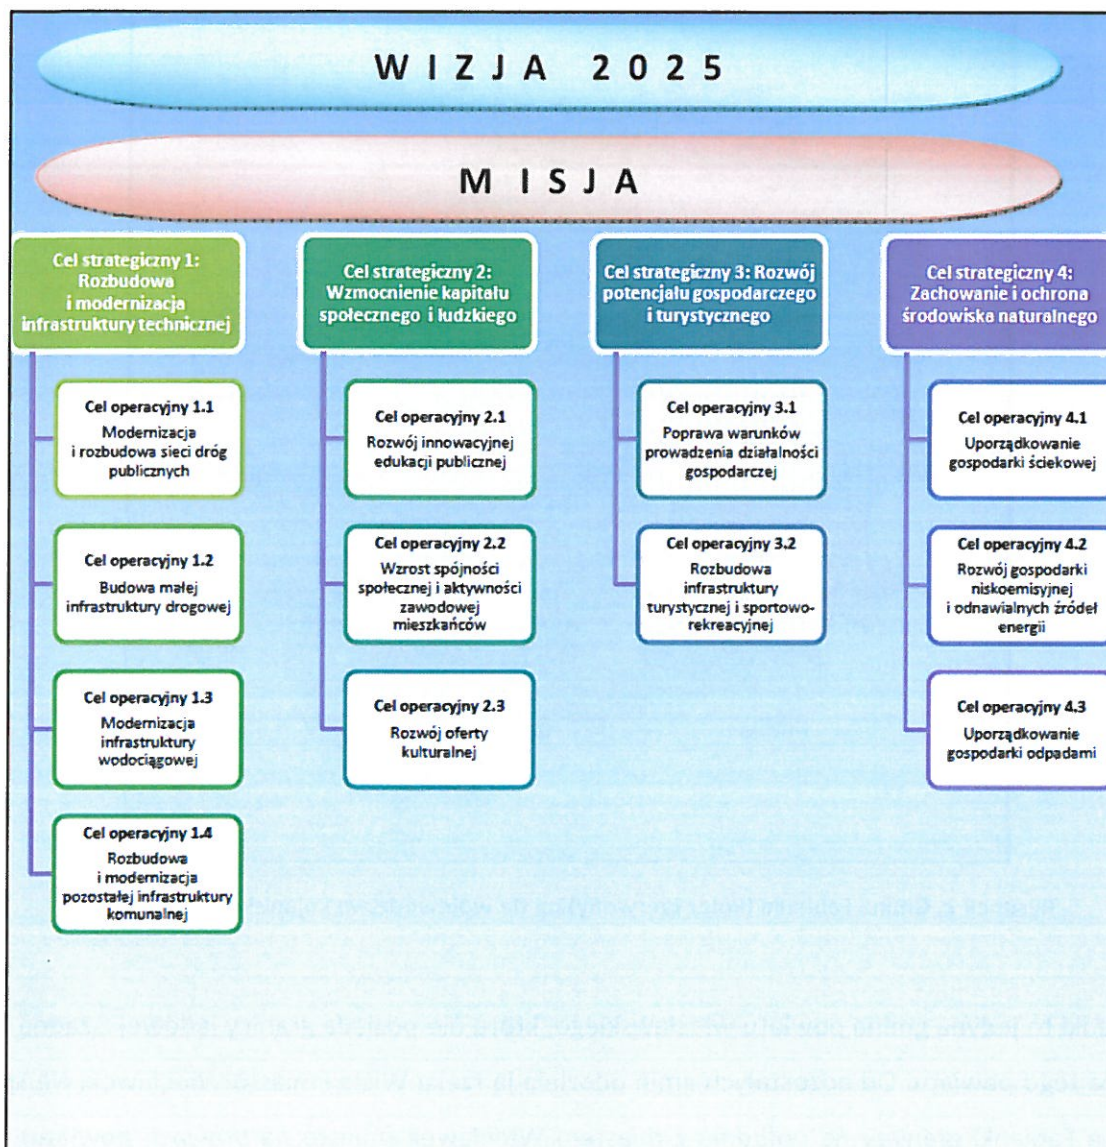 WIZJA 2025
MISJA
Cel strategiczny 1:
Rozbudowa
i modernizacja
infrastruktury technicznej
Cel operacyjny 1.1
Modernizacja
i rozbudowa sieci dróg
publicznych
Cel operacyjny 1.2
Budowa małej
infrastruktury drogowej
Cel operacyjny 1.3
Modernizacja
infrastruktury
wodociągowej
Cel operacyjny 1.4
Rozbudowa
i modernizacja
pozostałej infrastruktury
komunalnej
Cel strategiczny 2:
Wzmocnienie kapitału
społecznego i ludzkiego
Cel operacyjny 2.1
Rozwój innowacyjnej
edukacji publicznej
Cel operacyjny 2.2
Wzrost spójności
społecznej i aktywności
zawodowej
mieszkańców
Cel operacyjny 2.3
Rozwój oferty
kulturalnej
Cel strategiczny 3: Rozwój
potencjału gospodarczego
i turystycznego
Cel operacyjny 3.1
Poprawa warunków
prowadzenia działalności
gospodarczej
Cel operacyjny 3.2
Rozbudowa
infrastruktury
turystycznej i sportowo-
rekreacyjnej
Cel strategiczny 4:
Zachowanie i ochrona
środowiska naturalnego
Cel operacyjny 4.1
Uporządkowanie
gospodarki ściekowej
Cel operacyjny 4.2
Rozwój gospodarki
niskoemisyjnej
i odnawialnych źródeł
energii
Cel operacyjny 4.3
Uporządkowanie
gospodarki odpadami